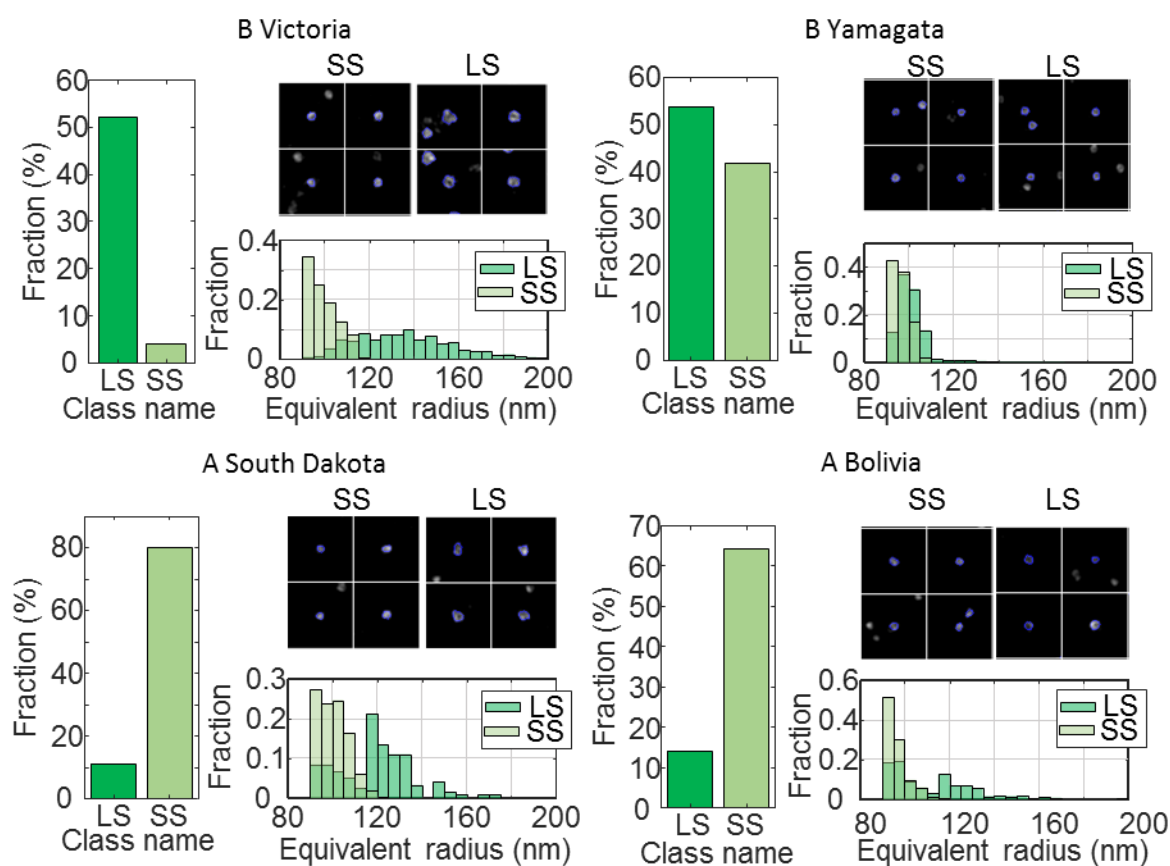 B Victoria
SS LS
60
50
40
30
20
10
0
Fraction (%)
LS SS
Class name
0.4
0.2
0
Fraction
LS
SS
80 120 160 200
Equivalent radius (nm)
B Yamagata
SS LS
60
50
40
30
20
10
0
Fraction (%)
LS SS
Class name
0.4
0.2
0
Fraction
LS
SS
80 120 160 200
Equivalent radius (nm)
A South Dakota
SS LS
80
60
40
20
0
Fraction (%)
LS SS
Class name
0.3
0.2
0.1
0
Fraction
LS
SS
80 120 160 200
Equivalent radius (nm)
A Bolivia
SS LS
70
60
50
40
30
20
10
0
Fraction (%)
LS SS
Class name
0.6
0.4
0.2
0
Fraction
LS
SS
80 120 160 200
Equivalent radius (nm)